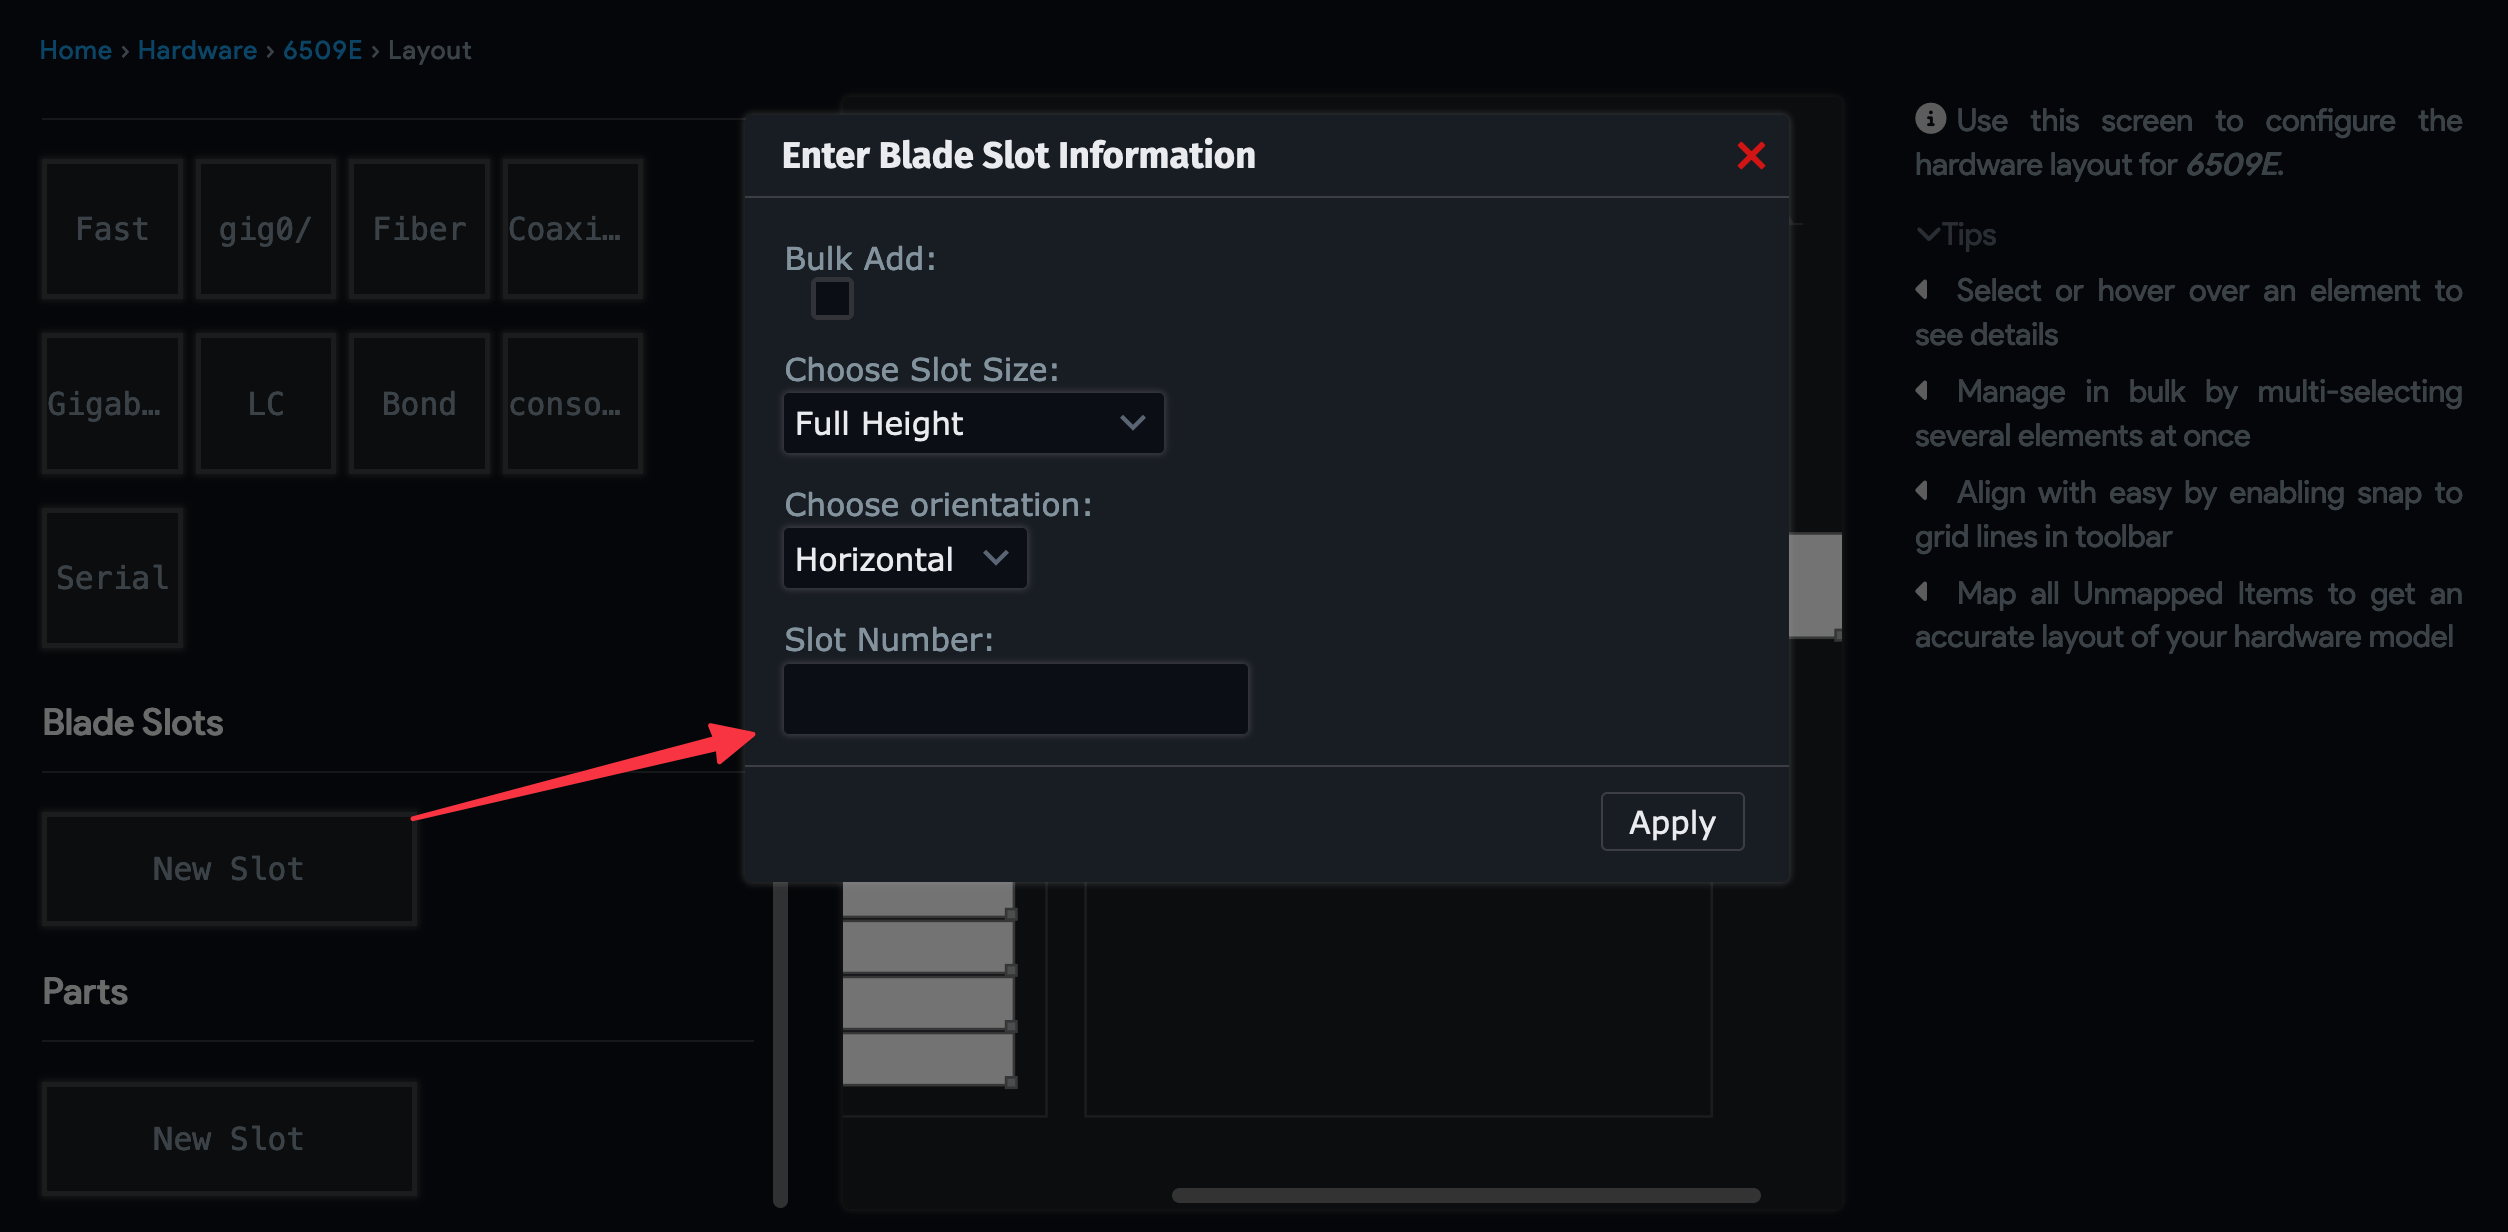 Home › Hardware › 6509E › Layout
Fast
gig0/
Fiber
Coaxi…
Gigab…
LC
Bond
conso…
Serial
Blade Slots
New Slot
Parts
New Slot
Enter Blade Slot Information
Bulk Add:
Choose Slot Size:
Full Height
Choose orientation:
Horizontal
Slot Number:
Apply
Use this screen to configure the
hardware layout for 6509E.
Tips
Select or hover over an element to
see details
Manage in bulk by multi-selecting
several elements at once
Align with easy by enabling snap to
grid lines in toolbar
Map all Unmapped Items to get an
accurate layout of your hardware model